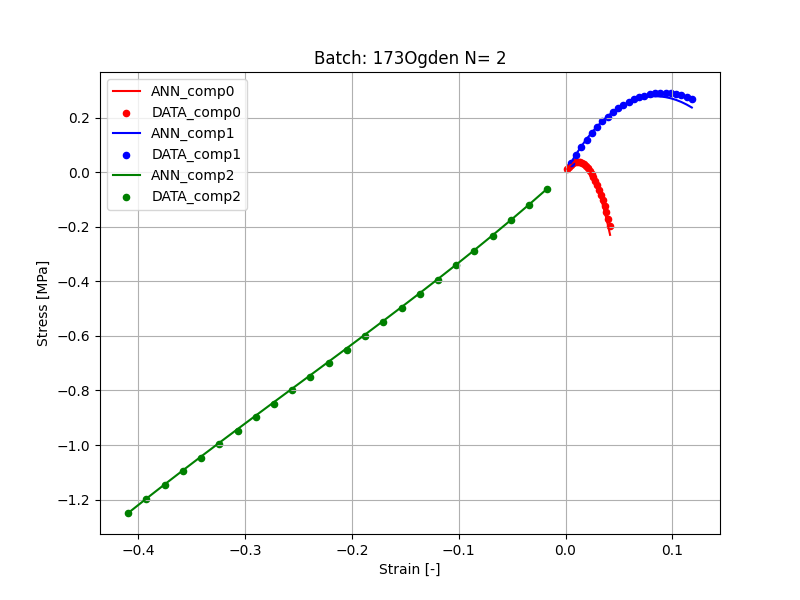 Batch: 173Ogden N= 2
ANN_comp0
DATA_comp0
ANN_comp1
DATA_comp1
ANN_comp2
DATA_comp2
Stress [MPa]
0.2
0.0
−0.2
−0.4
−0.6
−0.8
−1.0
−1.2
−0.4 −0.3 −0.2 −0.1 0.0 0.1
Strain [-]